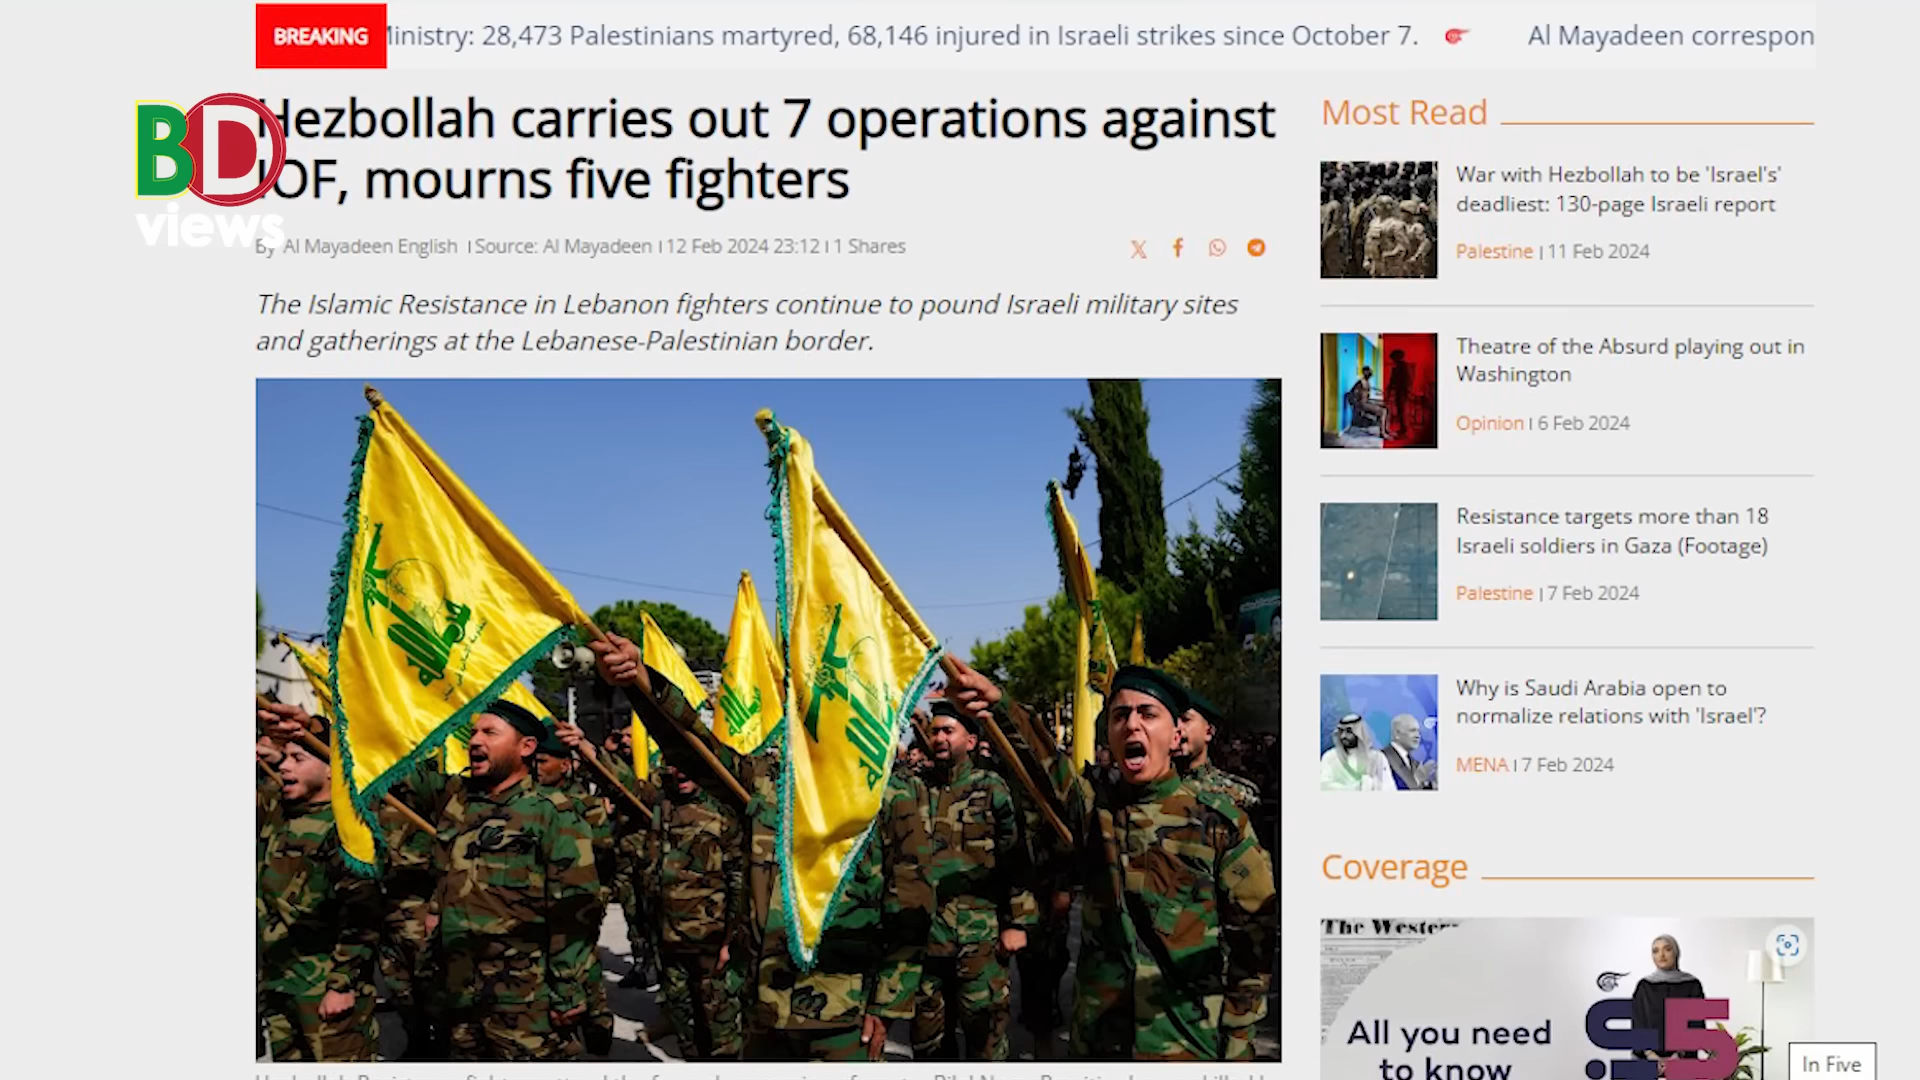 BREAKING
Ministry: 28,473 Palestinians martyred, 68,146 injured in Israeli strikes since October 7.
Al Mayadeen correspon
BD
views
Hezbollah carries out 7 operations against
IOF, mourns five fighters
By Al Mayadeen English | Source: Al Mayadeen | 12 Feb 2024 23:12 | 1 Shares
The Islamic Resistance in Lebanon fighters continue to pound Israeli military sites
and gatherings at the Lebanese-Palestinian border.
Most Read
War with Hezbollah to be 'Israel's'
deadliest: 130-page Israeli report
Palestine | 11 Feb 2024
Theatre of the Absurd playing out in
Washington
Opinion | 6 Feb 2024
Resistance targets more than 18
Israeli soldiers in Gaza (Footage)
Palestine | 7 Feb 2024
Why is Saudi Arabia open to
normalize relations with 'Israel'?
MENA | 7 Feb 2024
Coverage
The Wester
All you need
to know
In Five